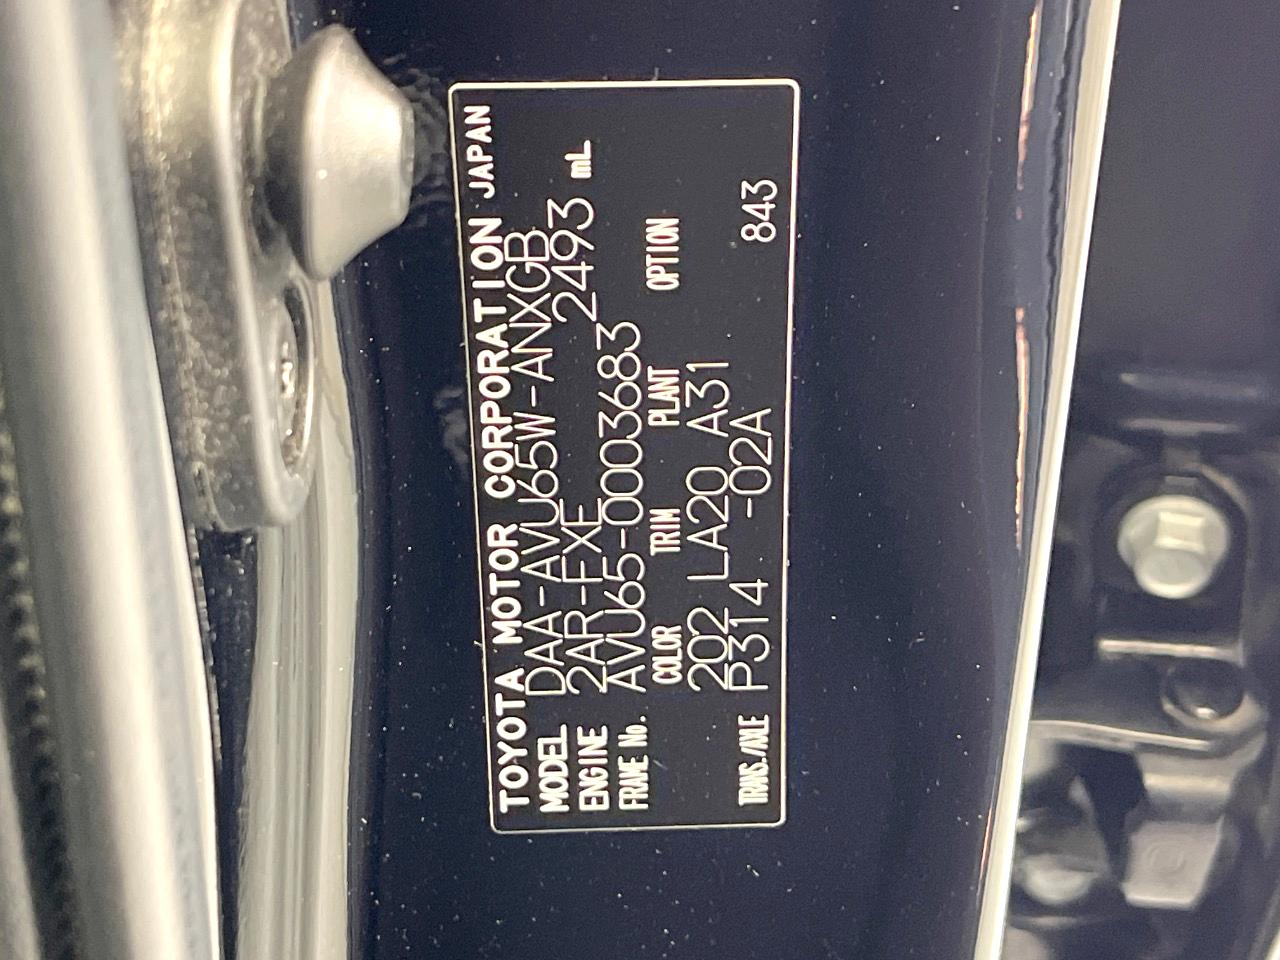 TOYOTA MOTOR CORPORATION JAPAN
MODEL DAA-AVU65W-ANXGB
ENGINE 2AR-FXE 2493 mL
FRAME No. AVU65-0003683
COLOR TRIM PLANT OPTION
202 LA20 A31
TRANS./AXLE P314 -02A 843